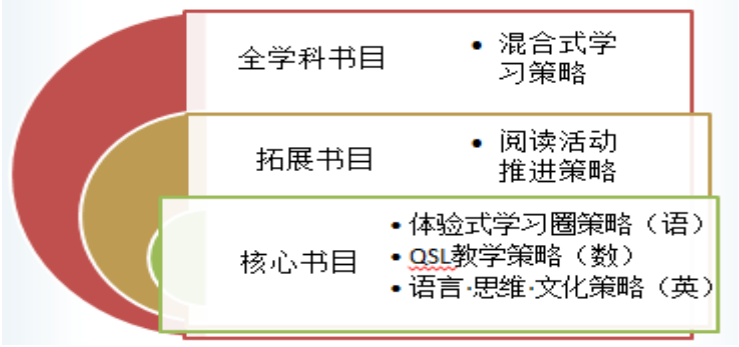 全学科书目
• 混合式学
习策略
拓展书目
• 阅读活动
推进策略
核心书目
• 体验式学习圈策略（语）
• QSL教学策略（数）
• 语言·思维·文化策略（英）